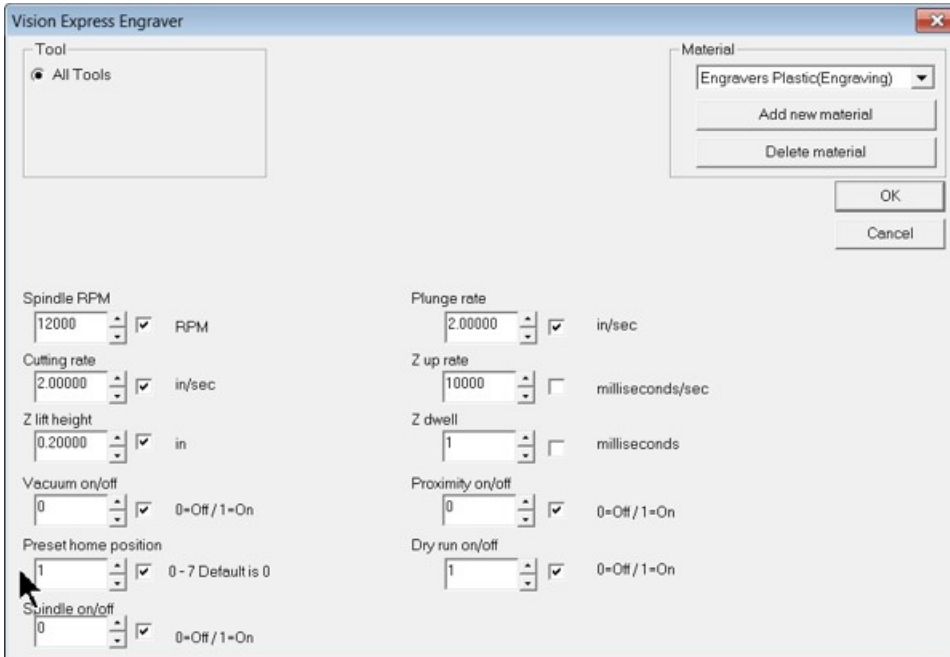 Vision Express Engraver
Tool
All Tools
Material
Engravers Plastic(Engraving)
Add new material
Delete material
OK
Cancel
Spindle RPM
12000 RPM
Plunge rate
2.00000 in/sec
Cutting rate
2.00000 in/sec
Z up rate
10000 milliseconds/sec
Z lift height
0.20000 in
Z dwell
1 milliseconds
Vacuum on/off
0 0=Off / 1=On
Proximity on/off
0 0=Off / 1=On
Preset home position
1 0 - 7 Default is 0
Dry run on/off
1 0=Off / 1=On
Spindle on/off
0 0=Off / 1=On